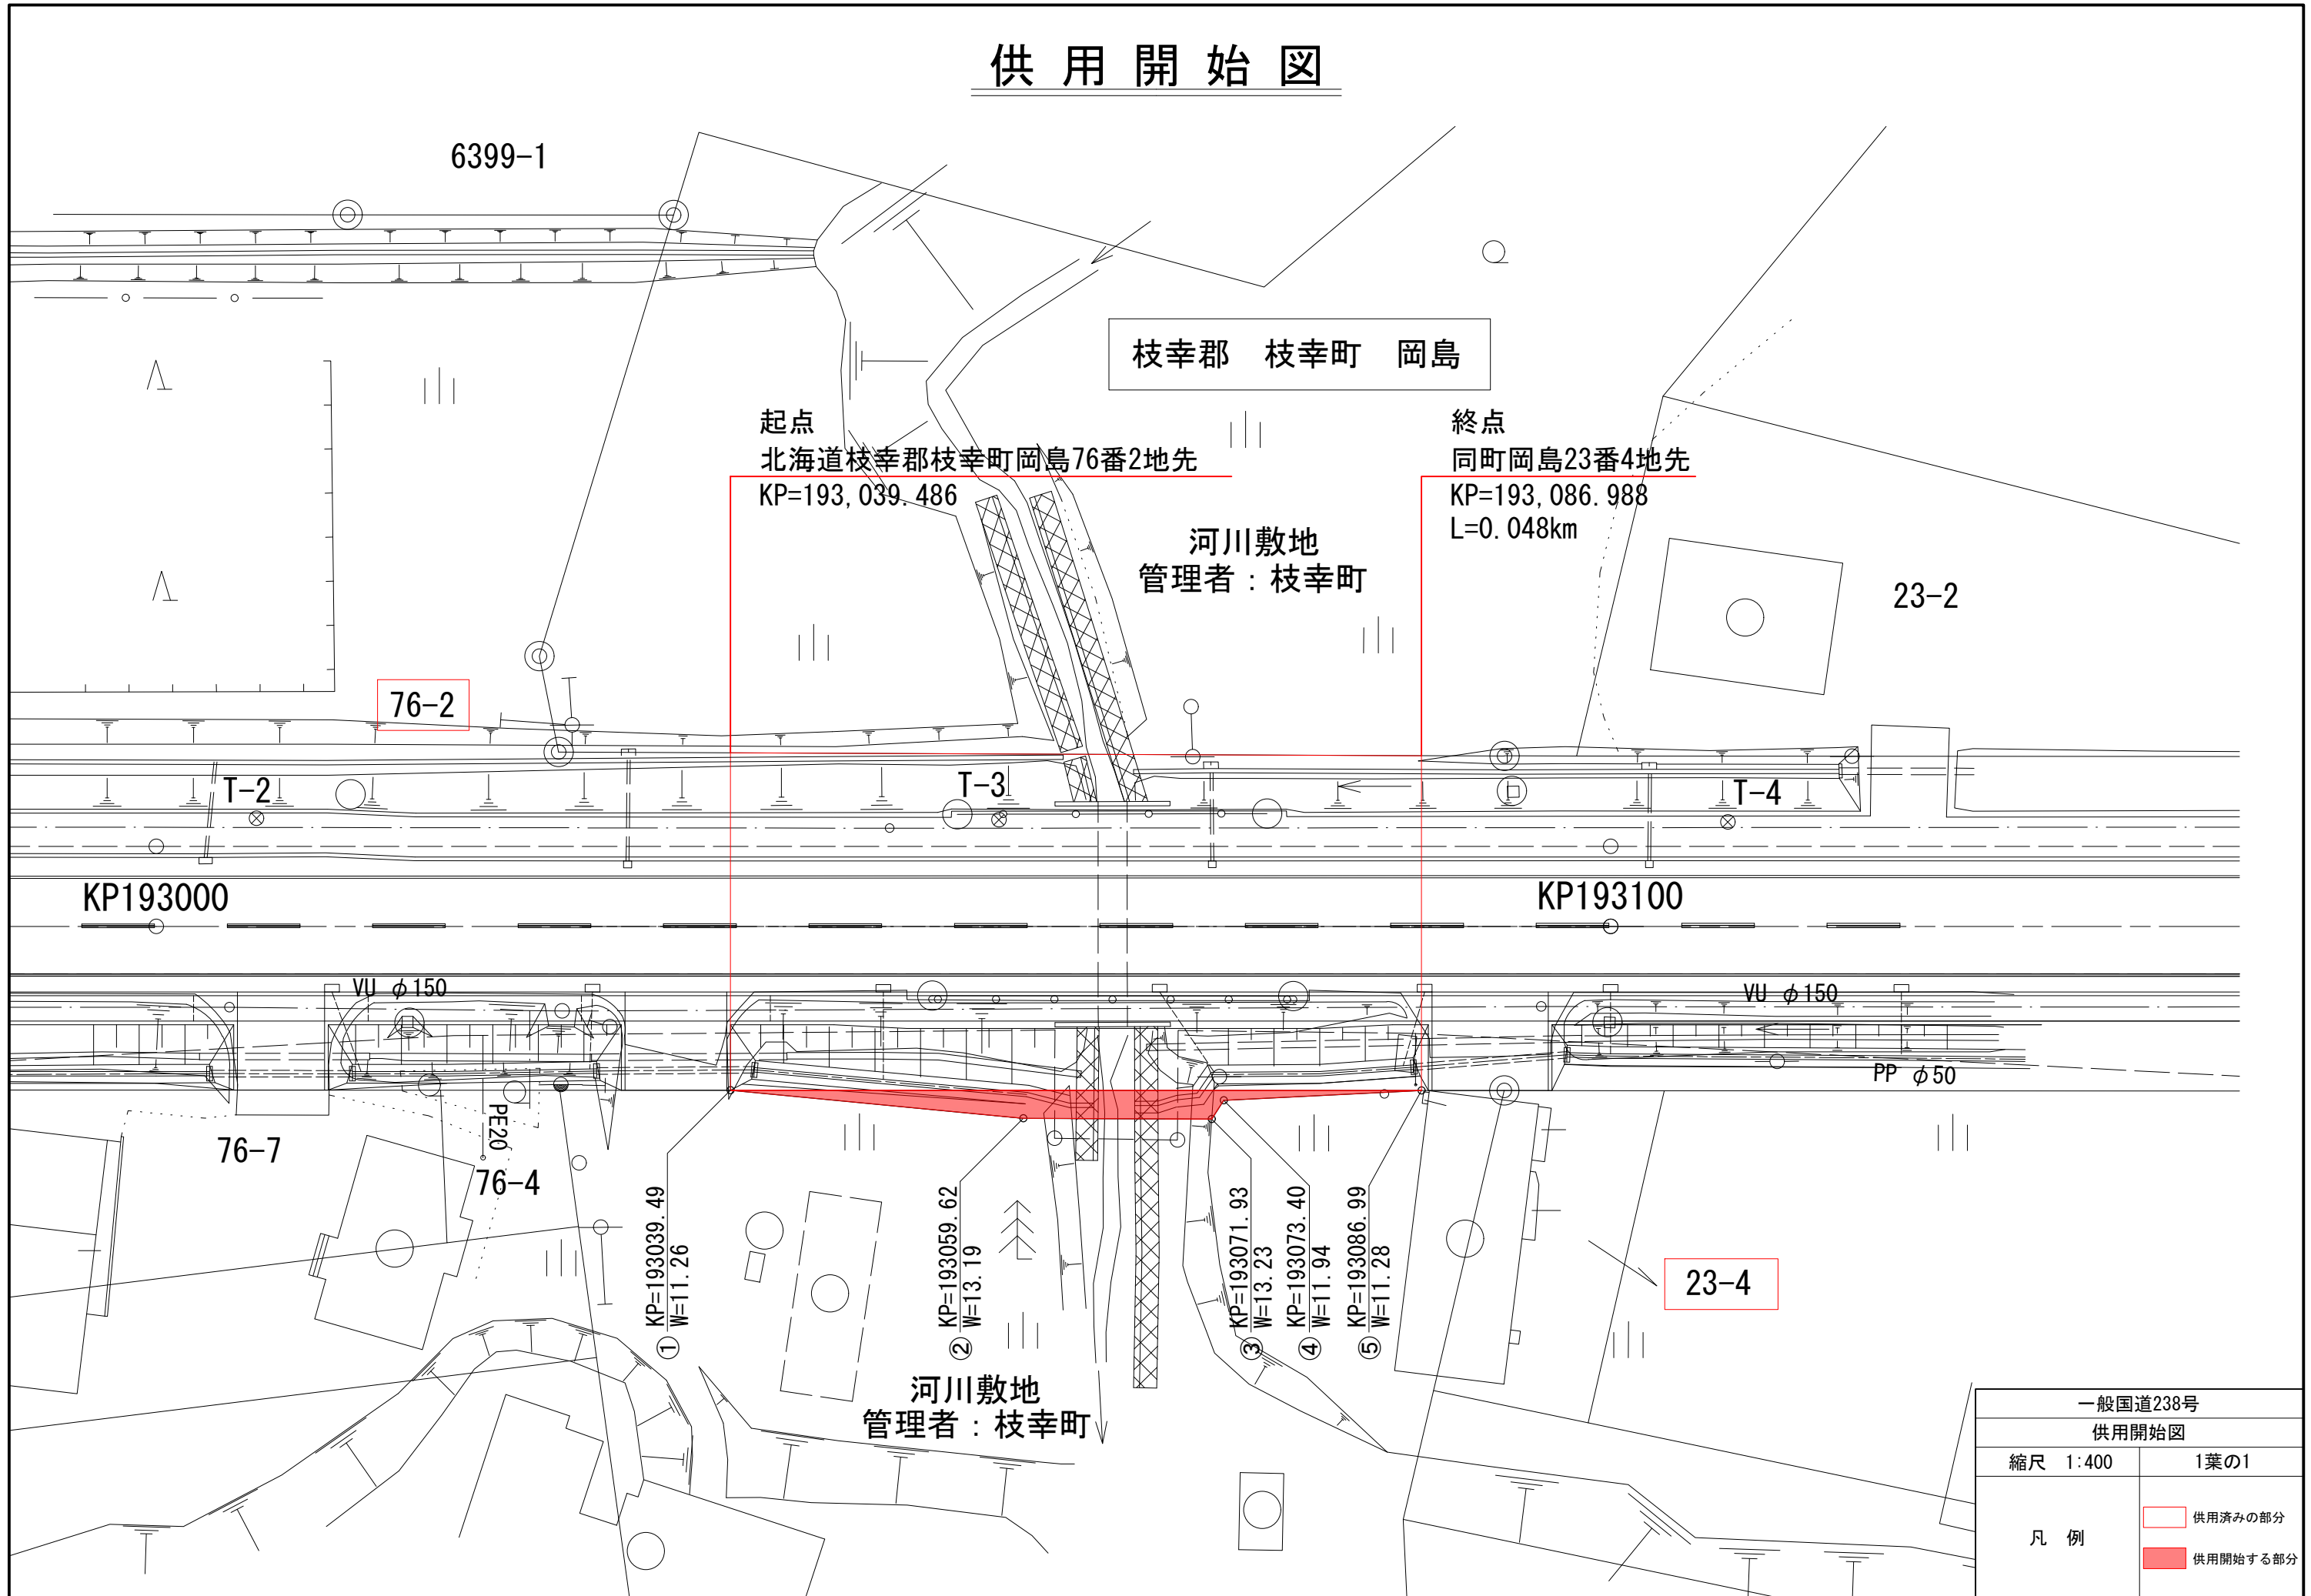 供用開始図
6399-1
枝幸郡 枝幸町 岡島
起点
北海道枝幸郡枝幸町岡島76番2地先
KP=193,039.486
終点
同町岡島23番4地先
KP=193,086.988
L=0.048km
河川敷地
管理者：枝幸町
23-2
76-2
T-2
T-3
T-4
KP193000
KP193100
VU φ150
VU φ150
PP φ50
PE20
76-7
76-4
KP=193039.49
W=11.26
①
KP=193059.62
W=13.19
②
KP=193071.93
W=13.23
③
KP=193073.40
W=11.94
④
KP=193086.99
W=11.28
⑤
23-4
河川敷地
管理者：枝幸町
一般国道238号
供用開始図
縮尺 1:400
1葉の1
凡 例
供用済みの部分
供用開始する部分